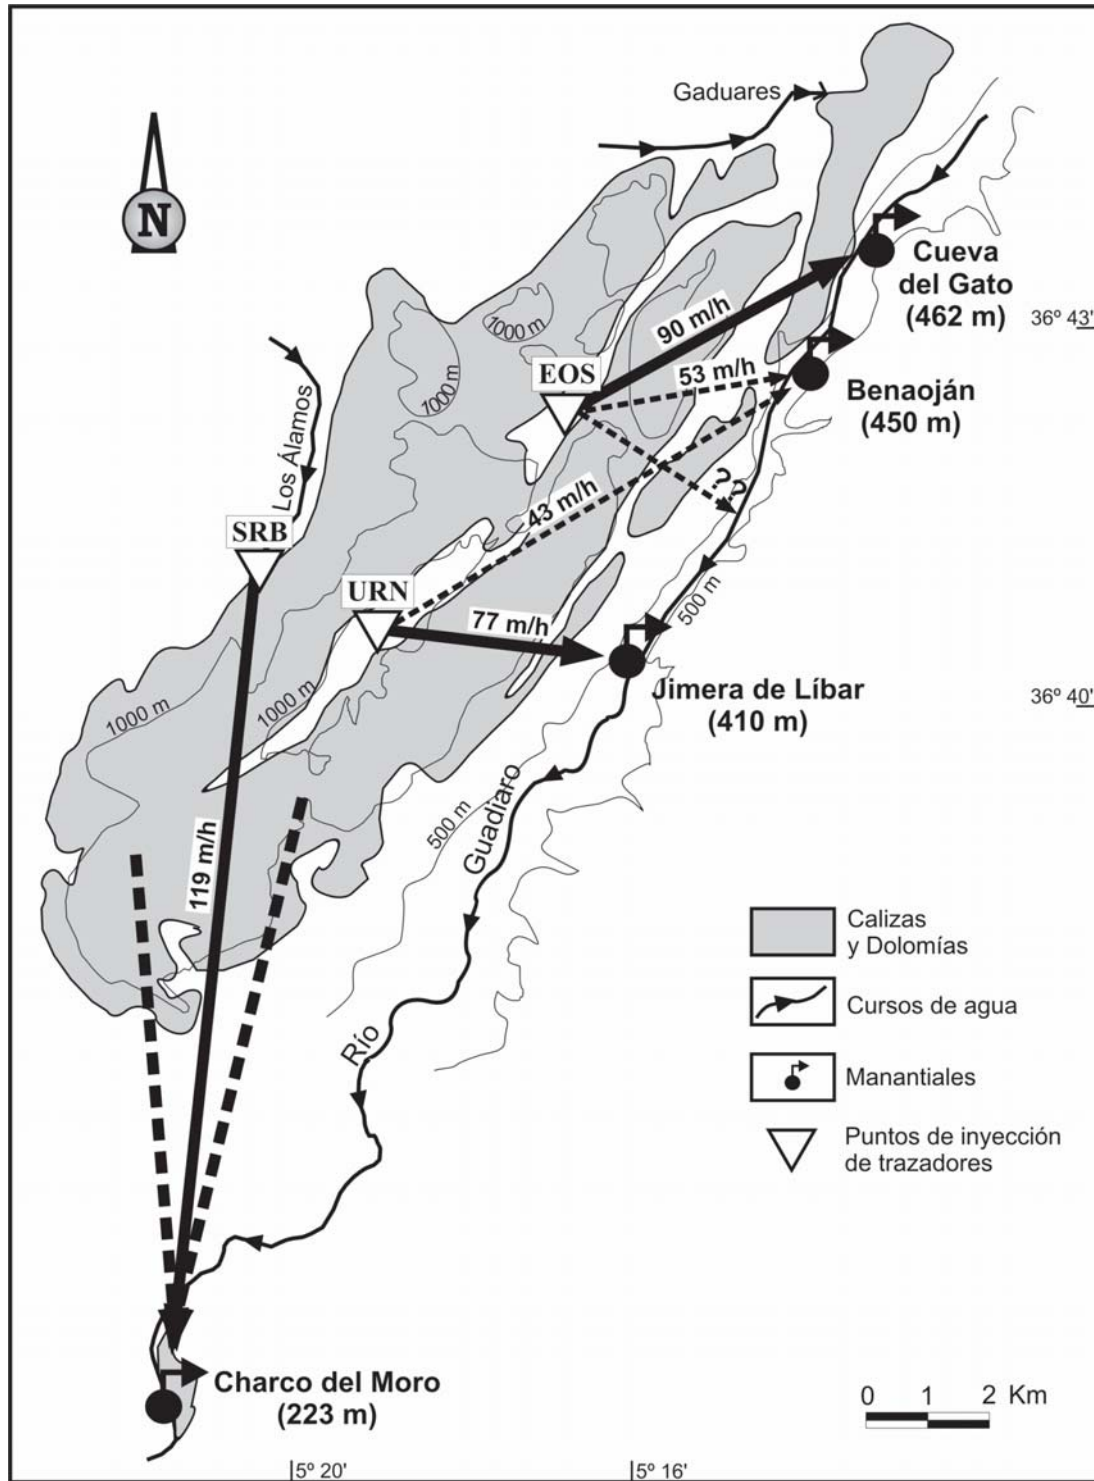 Gaduares
N
Cueva
del Gato
(462 m)
36º 43'
1000 m
90 m/h
EOS
53 m/h
1000 m
Benaoján
(450 m)
Los Álamos
??
43 m/h
SRB
URN
500 m
77 m/h
Jimera de Líbar
(410 m)
36º 40'
1000 m
1000 m
500 m
Río Guadiaro
119 m/h
Calizas
y Dolomías
Cursos de agua
Manantiales
Puntos de inyección
de trazadores
Charco del Moro
(223 m)
0 1 2 Km
5º 20'
5º 16'